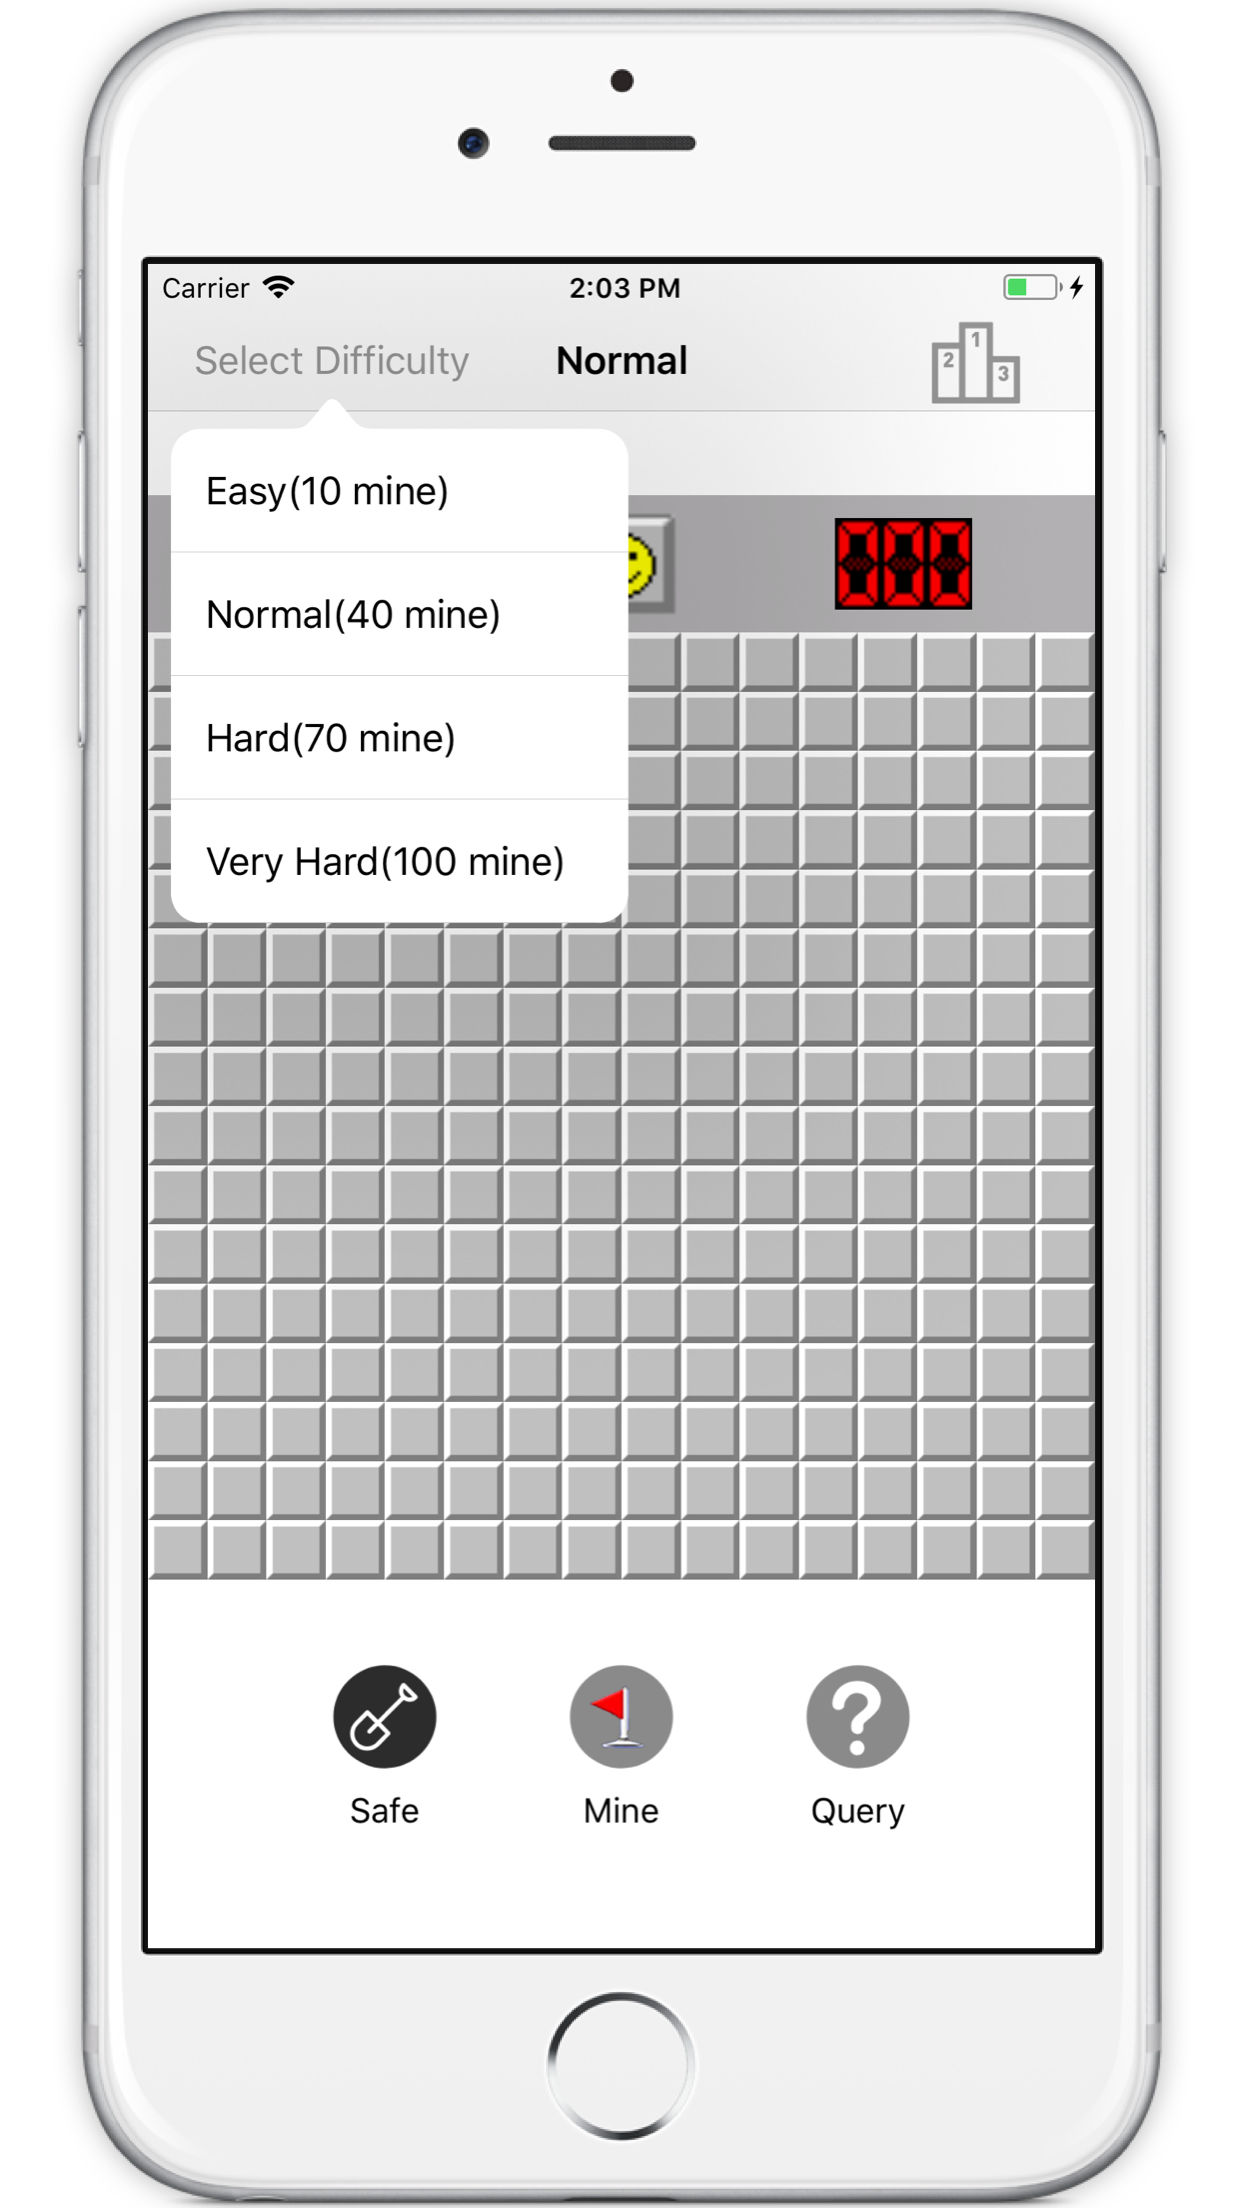 Carrier 2:03 PM
Select Difficulty Normal
2 1 3
Easy(10 mine)
000
Normal(40 mine)
Hard(70 mine)
Very Hard(100 mine)
?
Safe Mine Query